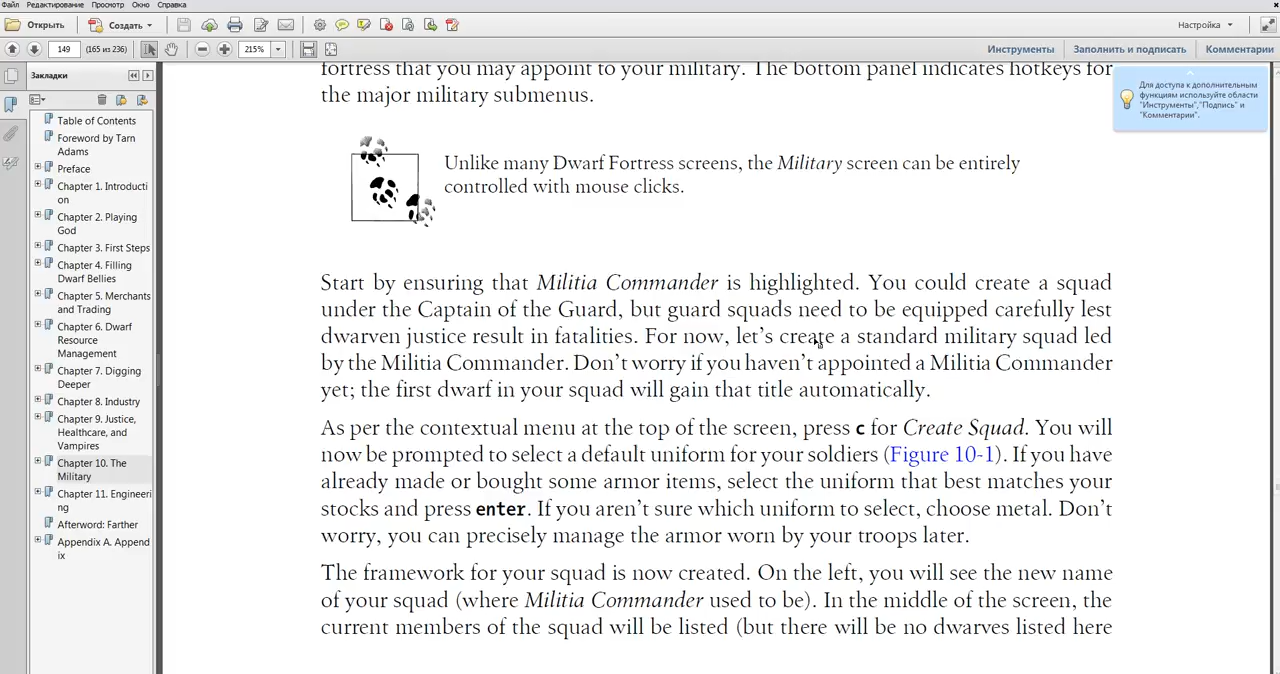 Файл Редактирование Просмотр Окно Справка
Открыть Создать Настройка
149 (165 из 236) 215% Инструменты Заполнить и подписать Комментарии
Закладки
Table of Contents
Foreword by Tarn
Adams
Preface
Chapter 1. Introducti
on
Chapter 2. Playing
God
Chapter 3. First Steps
Chapter 4. Filling
Dwarf Bellies
Chapter 5. Merchants
and Trading
Chapter 6. Dwarf
Resource
Management
Chapter 7. Digging
Deeper
Chapter 8. Industry
Chapter 9. Justice,
Healthcare, and
Vampires
Chapter 10. The
Military
Chapter 11. Engineeri
ng
Afterword: Farther
Appendix A. Append
ix
fortress that you may appoint to your military. The bottom panel indicates hotkeys for
the major military submenus.
Unlike many Dwarf Fortress screens, the Military screen can be entirely
controlled with mouse clicks.
Start by ensuring that Militia Commander is highlighted. You could create a squad
under the Captain of the Guard, but guard squads need to be equipped carefully lest
dwarven justice result in fatalities. For now, let’s create a standard military squad led
by the Militia Commander. Don’t worry if you haven’t appointed a Militia Commander
yet; the first dwarf in your squad will gain that title automatically.
As per the contextual menu at the top of the screen, press c for Create Squad. You will
now be prompted to select a default uniform for your soldiers (Figure 10-1). If you have
already made or bought some armor items, select the uniform that best matches your
stocks and press enter. If you aren’t sure which uniform to select, choose metal. Don’t
worry, you can precisely manage the armor worn by your troops later.
The framework for your squad is now created. On the left, you will see the new name
of your squad (where Militia Commander used to be). In the middle of the screen, the
current members of the squad will be listed (but there will be no dwarves listed here
Для доступа к дополнительным
функциям используйте области
"Инструменты","Подпись" и
"Комментарии".